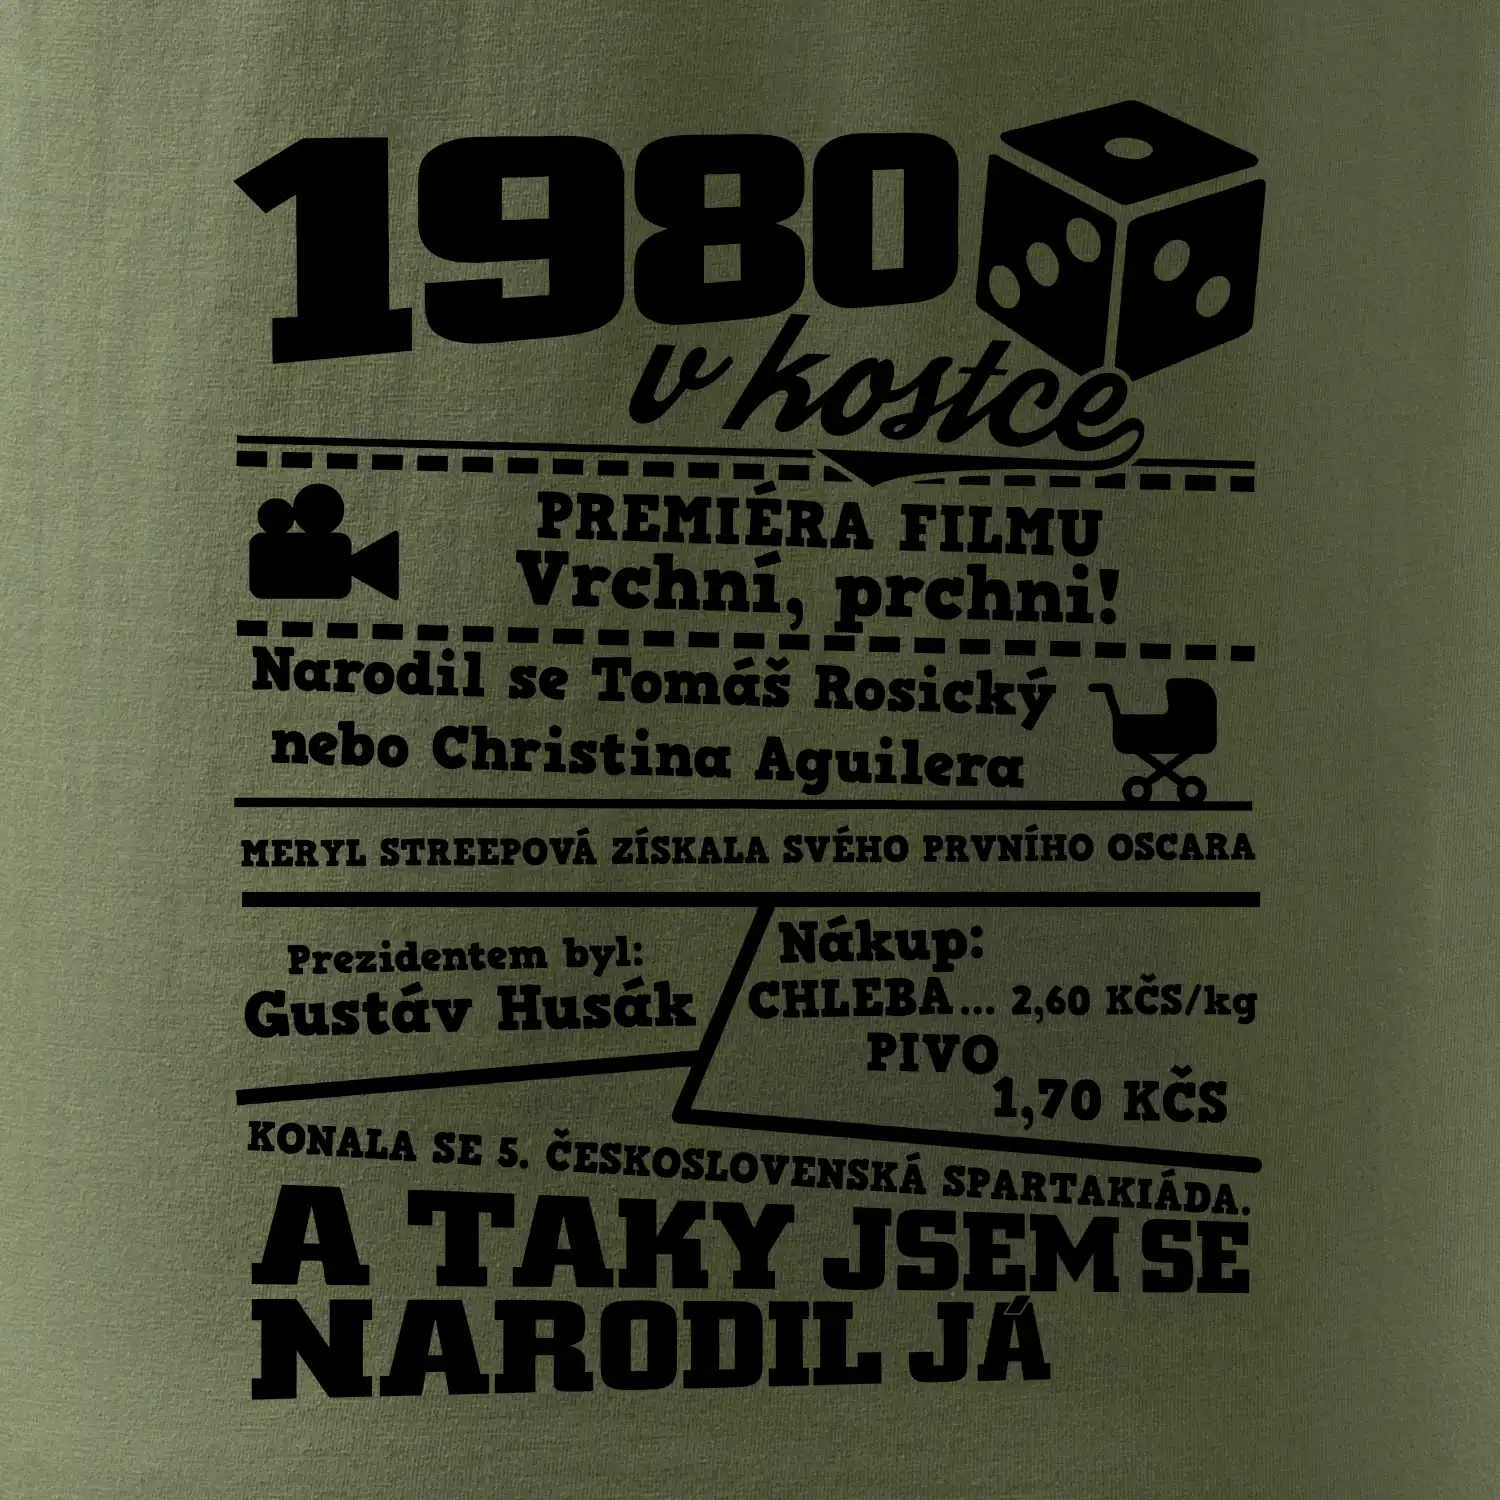 1980
v kostce
PREMIÉRA FILMU
Vrchní, prchni!
Narodil se Tomáš Rosický
nebo Christina Aguilera
MERYL STREEPOVÁ ZÍSKALA SVÉHO PRVNÍHO OSCARA
Prezidentem byl:
Gustáv Husák
Nákup:
CHLEBA... 2,60 KČS/kg
PIVO
1,70 KČS
KONALA SE 5. ČESKOSLOVENSKÁ SPARTAKIÁDA.
A TAKY JSEM SE
NARODIL JÁ